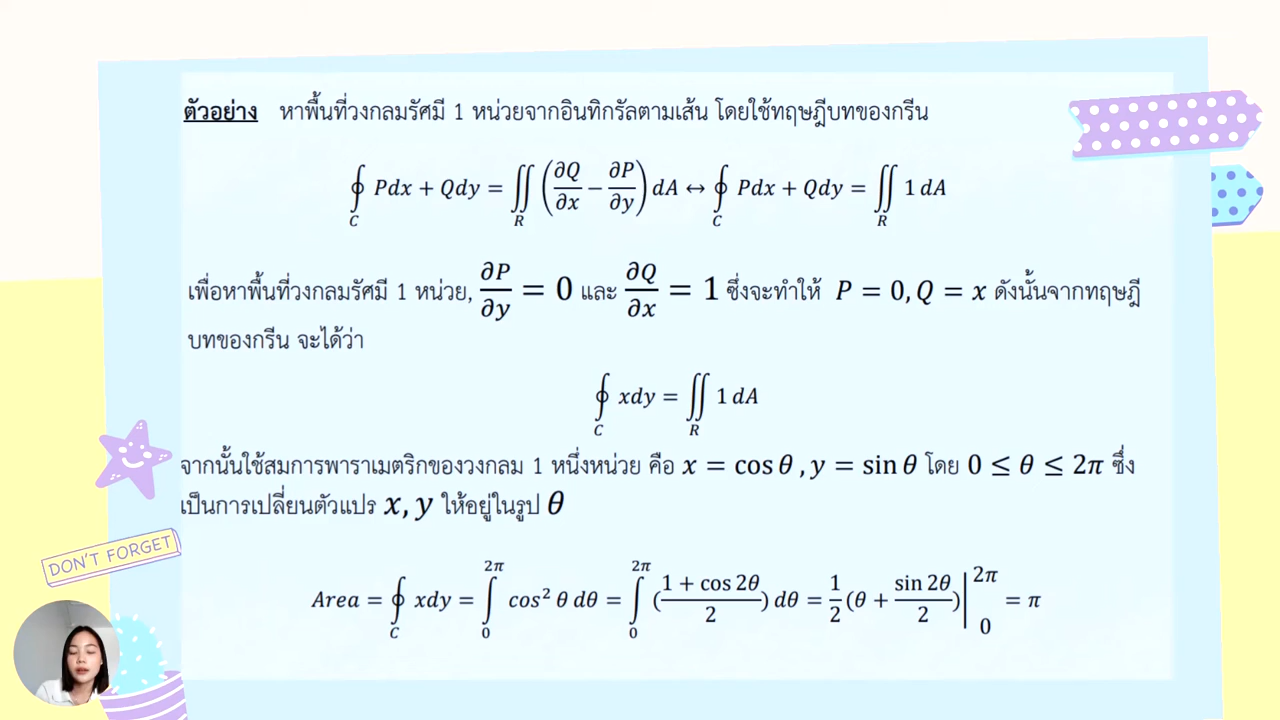 ตัวอย่าง หาพื้นที่วงกลมรัศมี 1 หน่วยจากอินทิกรัลตามเส้น โดยใช้ทฤษฎีบทของกรีน
∮_C Pdx + Qdy = ∬_R (∂Q/∂x − ∂P/∂y) dA ↔ ∮_C Pdx + Qdy = ∬_R 1 dA
เพื่อหาพื้นที่วงกลมรัศมี 1 หน่วย, ∂P/∂y = 0 และ ∂Q/∂x = 1 ซึ่งจะทำให้ P = 0, Q = x ดังนั้นจากทฤษฎี
บทของกรีน จะได้ว่า
∮_C xdy = ∬_R 1 dA
จากนั้นใช้สมการพาราเมตริกของวงกลม 1 หนึ่งหน่วย คือ x = cos θ , y = sin θ โดย 0 ≤ θ ≤ 2π ซึ่ง
เป็นการเปลี่ยนตัวแปร x, y ให้อยู่ในรูป θ
DON'T FORGET
Area = ∮_C xdy = ∫_0^2π cos² θ dθ = ∫_0^2π (1 + cos 2θ / 2) dθ = 1/2 (θ + sin 2θ / 2) |_0^2π = π